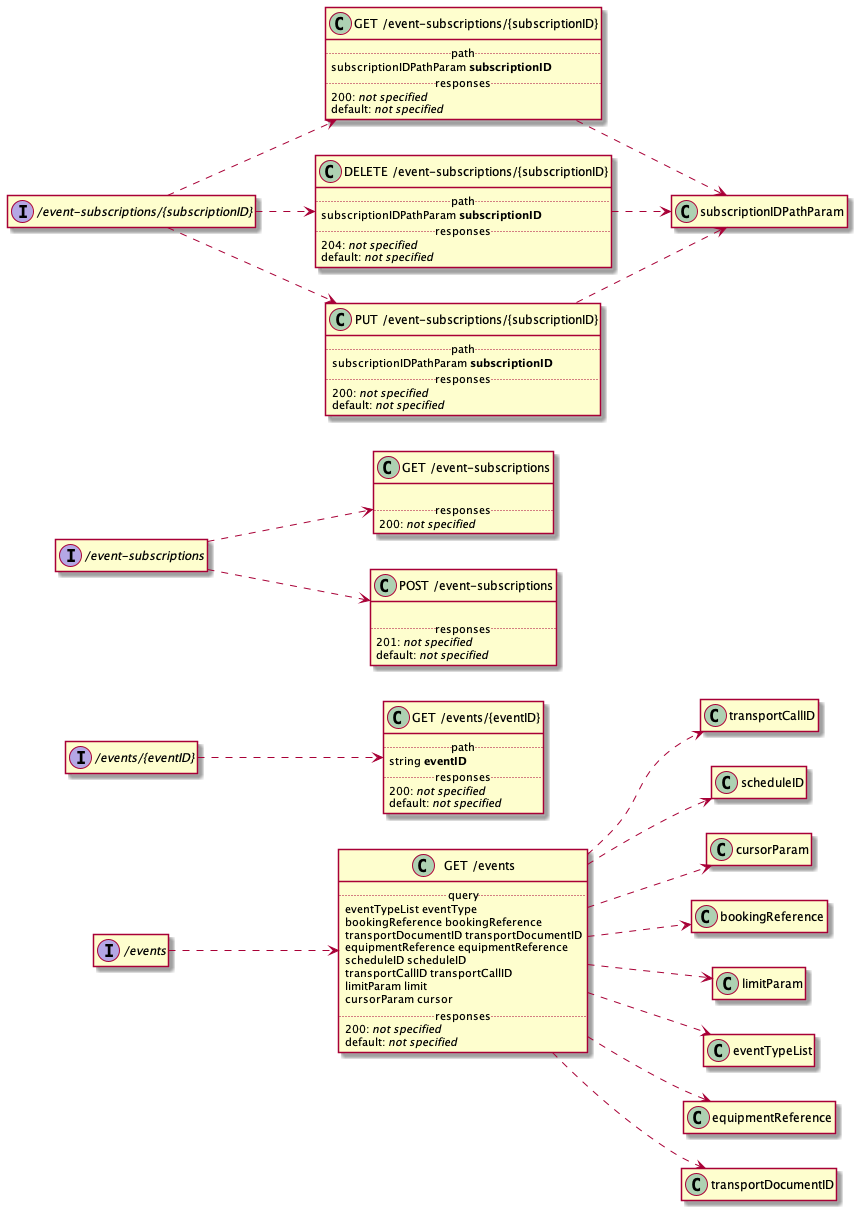 C GET /event-subscriptions/{subscriptionID}
path
subscriptionIDPathParam subscriptionID
responses
200: not specified
default: not specified
I /event-subscriptions/{subscriptionID}
C DELETE /event-subscriptions/{subscriptionID}
path
subscriptionIDPathParam subscriptionID
responses
204: not specified
default: not specified
C subscriptionIDPathParam
C PUT /event-subscriptions/{subscriptionID}
path
subscriptionIDPathParam subscriptionID
responses
200: not specified
default: not specified
I /event-subscriptions
C GET /event-subscriptions
responses
200: not specified
C POST /event-subscriptions
responses
201: not specified
default: not specified
I /events/{eventID}
C GET /events/{eventID}
path
string eventID
responses
200: not specified
default: not specified
I /events
C GET /events
query
eventTypeList eventType
bookingReference bookingReference
transportDocumentID transportDocumentID
equipmentReference equipmentReference
scheduleID scheduleID
transportCallID transportCallID
limitParam limit
cursorParam cursor
responses
200: not specified
default: not specified
C transportCallID
C scheduleID
C cursorParam
C bookingReference
C limitParam
C eventTypeList
C equipmentReference
C transportDocumentID